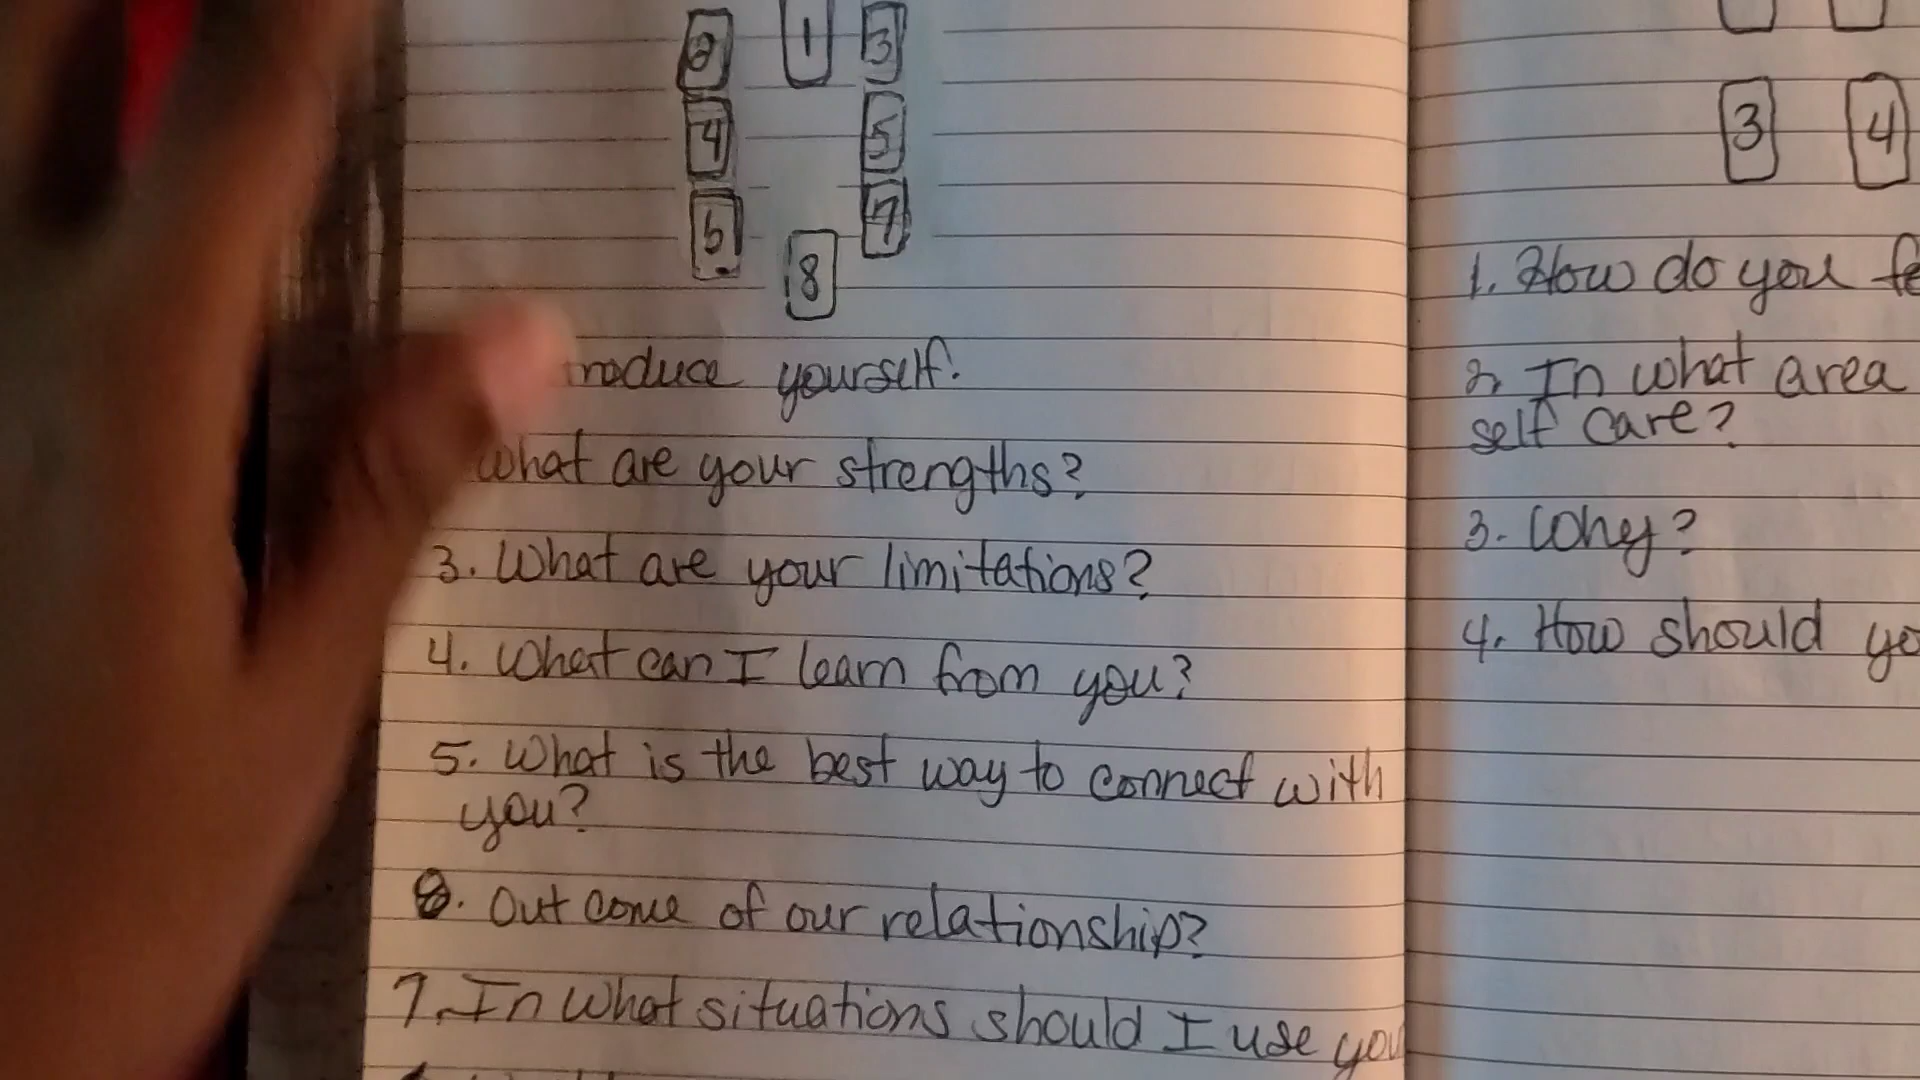 2 1 3
4 5
6 7
8
yourself.
What are your strengths?
3. What are your limitations?
4. What can I learn from you?
5. What is the best way to connect with
you?
8. Out come of our relationship?
7. In what situations should I use you
3 4
1. How do you
2. In what area
self care?
3. Why?
4. How should